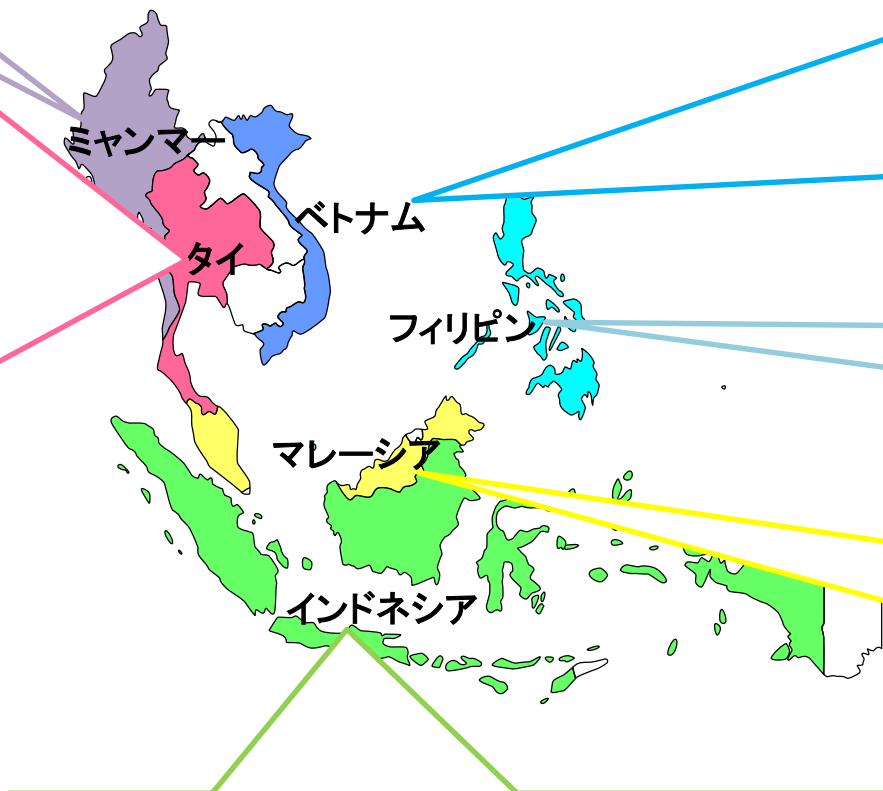 ミャンマー
ベトナム
タイ
フィリピン
マレーシア
インドネシア